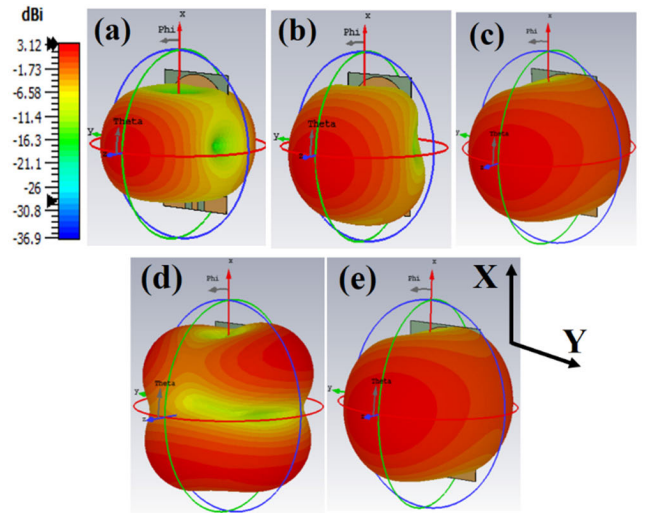 dBi
3.12
-1.73
-6.58
-11.4
-16.3
-21.1
-26
-30.8
-36.9
(a)
x
Phi
y
Theta
z
(b)
x
Phi
y
Theta
z
(c)
x
Phi
y
Theta
z
(d)
x
Phi
y
Theta
z
(e)
x
Phi
y
Theta
z
X
Y